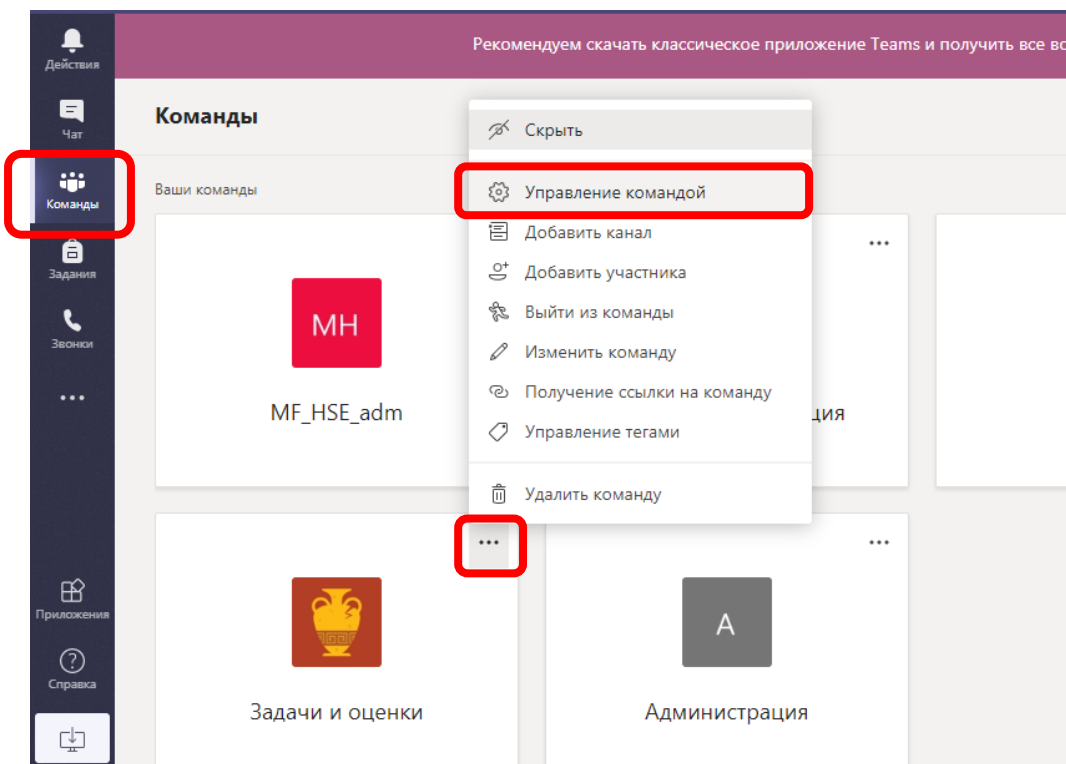 Рекомендуем скачать классическое приложение Teams и получить все
Действия
Чат
Команды
Задания
Звонки
Приложения
Справка
Команды
Ваши команды
МН
MF_HSE_adm
Скрыть
Управление командой
Добавить канал
Добавить участника
Выйти из команды
Изменить команду
Получение ссылки на команду
Управление тегами
Удалить команду
ция
Задачи и оценки
А
Администрация